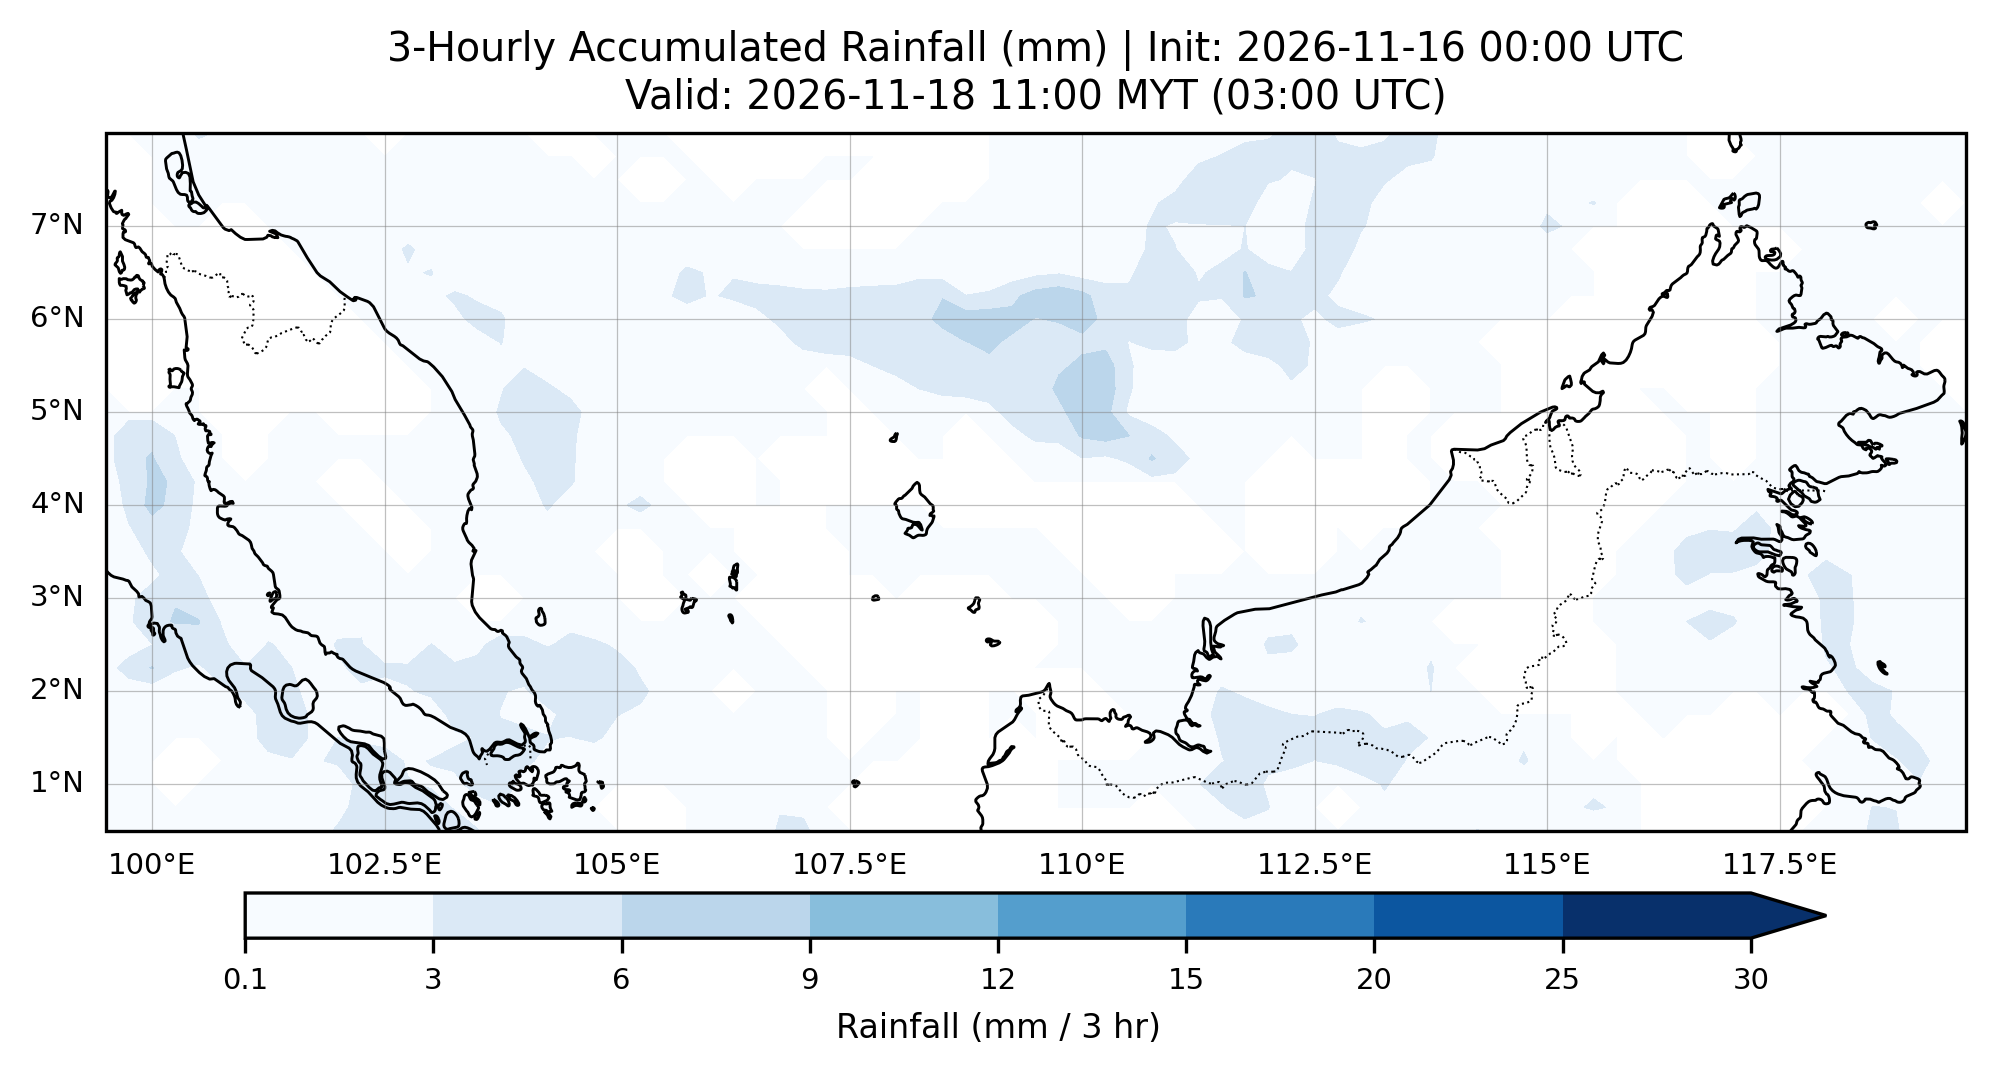 3-Hourly Accumulated Rainfall (mm) | Init: 2026-11-16 00:00 UTC
Valid: 2026-11-18 11:00 MYT (03:00 UTC)
7°N
6°N
5°N
4°N
3°N
2°N
1°N
100°E 102.5°E 105°E 107.5°E 110°E 112.5°E 115°E 117.5°E
0.1 3 6 9 12 15 20 25 30
Rainfall (mm / 3 hr)